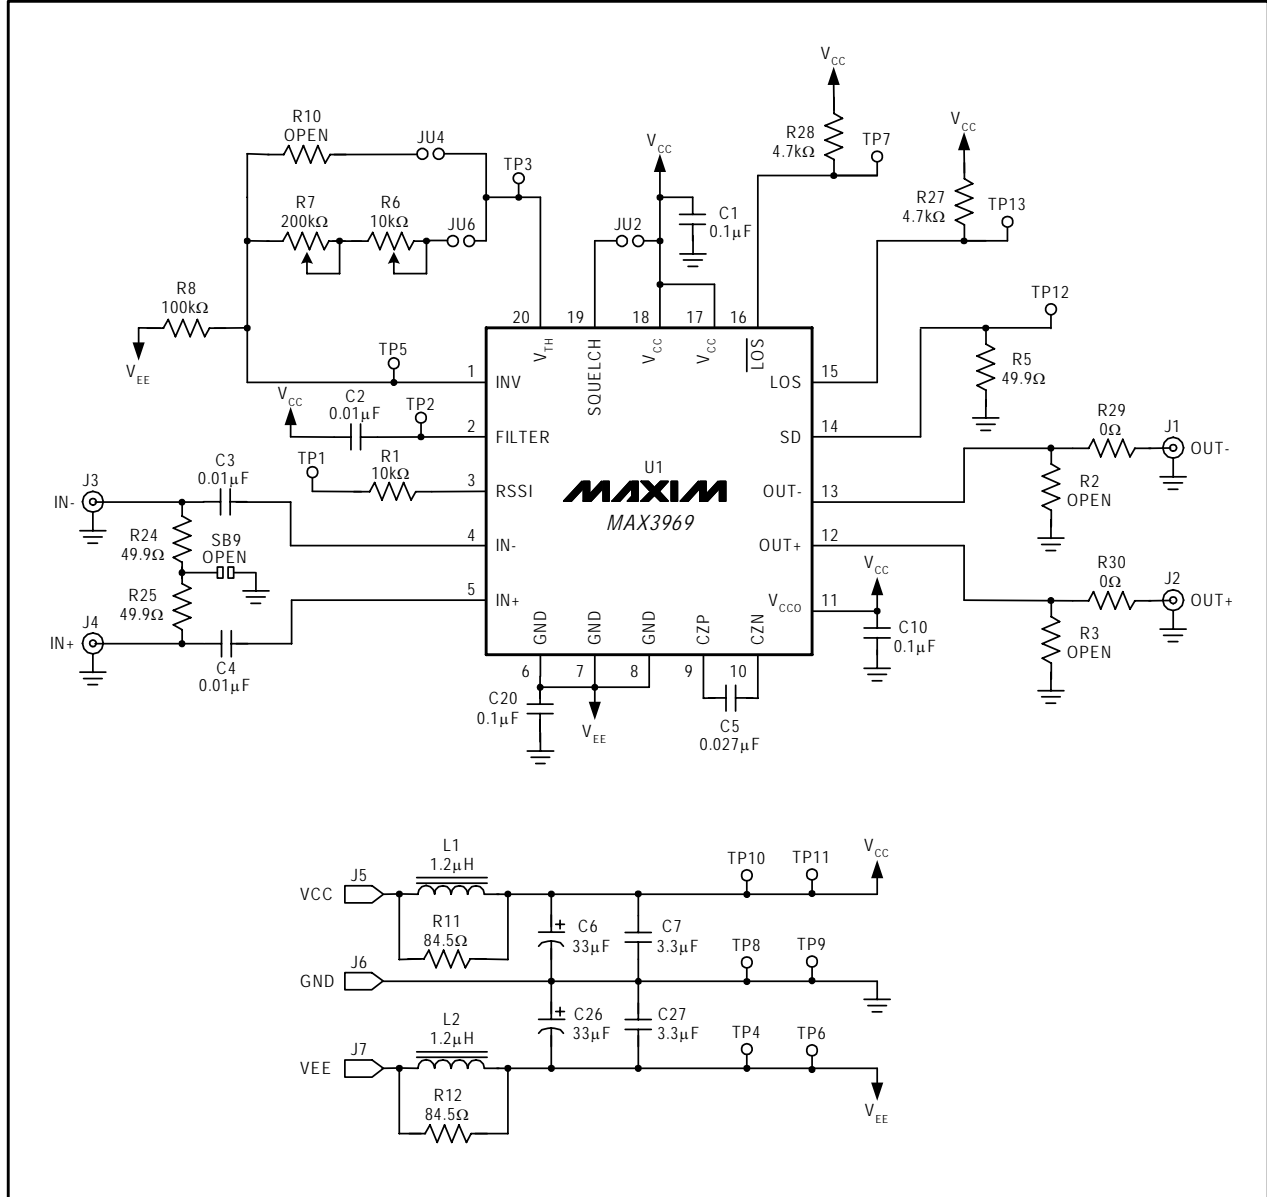 VCC
R10
OPEN
JU4
TP3
R28
4.7kΩ
TP7
VCC
VCC
R7
200kΩ
R6
10kΩ
JU6
JU2
C1
0.1µF
R27
4.7kΩ
TP13
R8
100kΩ
VEE
TP5
TP12
20
19
18
17
16
VTH
SQUELCH
VCC
VCC
LOS
1
INV
LOS
15
R5
49.9Ω
VCC
C2
0.01µF
TP2
2
FILTER
SD
14
R29
0Ω
J1
OUT-
TP1
R1
10kΩ
3
RSSI
U1
MAXIM
MAX3969
OUT-
13
R2
OPEN
J3
IN-
C3
0.01µF
R24
49.9Ω
SB9
OPEN
4
IN-
OUT+
12
R25
49.9Ω
5
IN+
VCCO
11
VCC
R30
0Ω
J2
OUT+
J4
IN+
C4
0.01µF
GND
GND
GND
CZP
CZN
C10
0.1µF
R3
OPEN
6
7
8
9
10
C20
0.1µF
VEE
C5
0.027µF
L1
1.2µH
TP10
TP11
VCC
J5
VCC
R11
84.5Ω
C6
+
33µF
C7
3.3µF
TP8
TP9
J6
GND
L2
1.2µH
C26
+
33µF
C27
3.3µF
TP4
TP6
J7
VEE
R12
84.5Ω
VEE